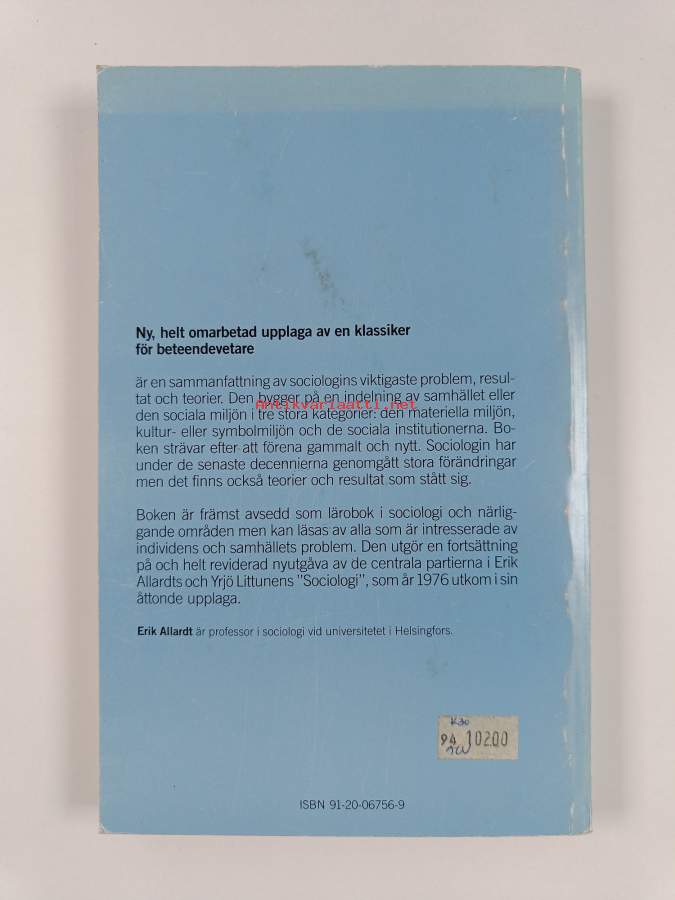 Ny, helt omarbetad upplaga av en klassiker
för beteendevetare
är en sammanfattning av sociologins viktigaste problem, resul-
tat och teorier. Den bygger på en indelning av samhället eller
Antikvariaatti.net
den sociala miljön i tre stora kategorier: den materiella miljön,
kultur- eller symbolmiljön och de sociala institutionerna. Bo-
ken strävar efter att förena gammalt och nytt. Sociologin har
under de senaste decennierna genomgått stora förändringar
men det finns också teorier och resultat som stått sig.
Boken är främst avsedd som lärobok i sociologi och närlig-
gande områden men kan läsas av alla som är intresserade av
individens och samhällets problem. Den utgör en fortsättning
på och helt reviderad nyutgåva av de centrala partierna i Erik
Allardts och Yrjö Littunens "Sociologi", som år 1976 utkom i sin
åttonde upplaga.
Erik Allardt är professor i sociologi vid universitetet i Helsingfors.
94 10200
ISBN 91-20-06756-9